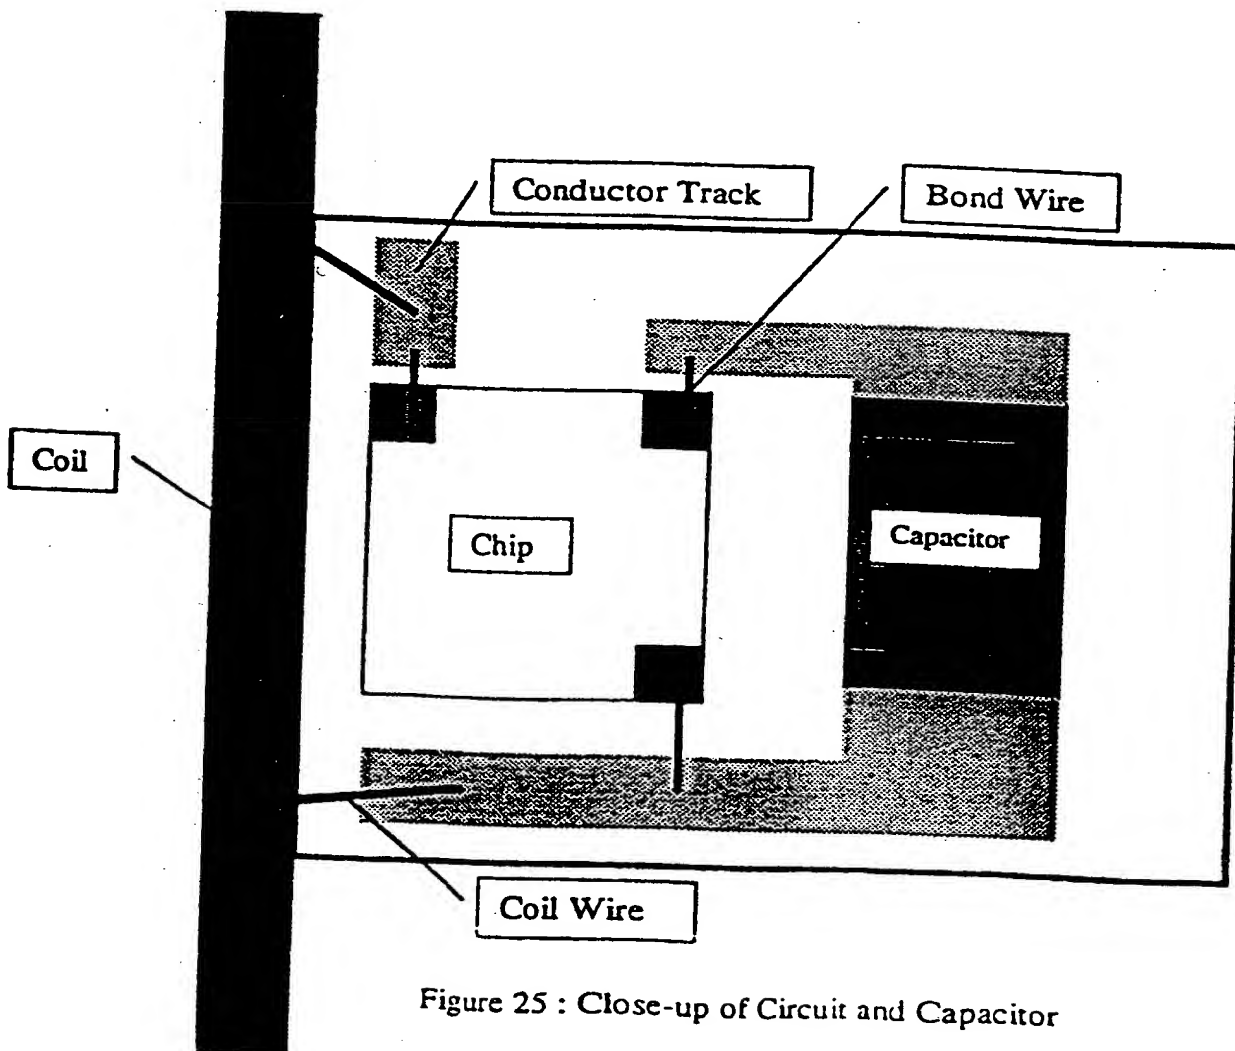 Conductor Track
Bond Wire
Coil
Chip
Capacitor
Coil Wire
Figure 25 : Close-up of Circuit and Capacitor